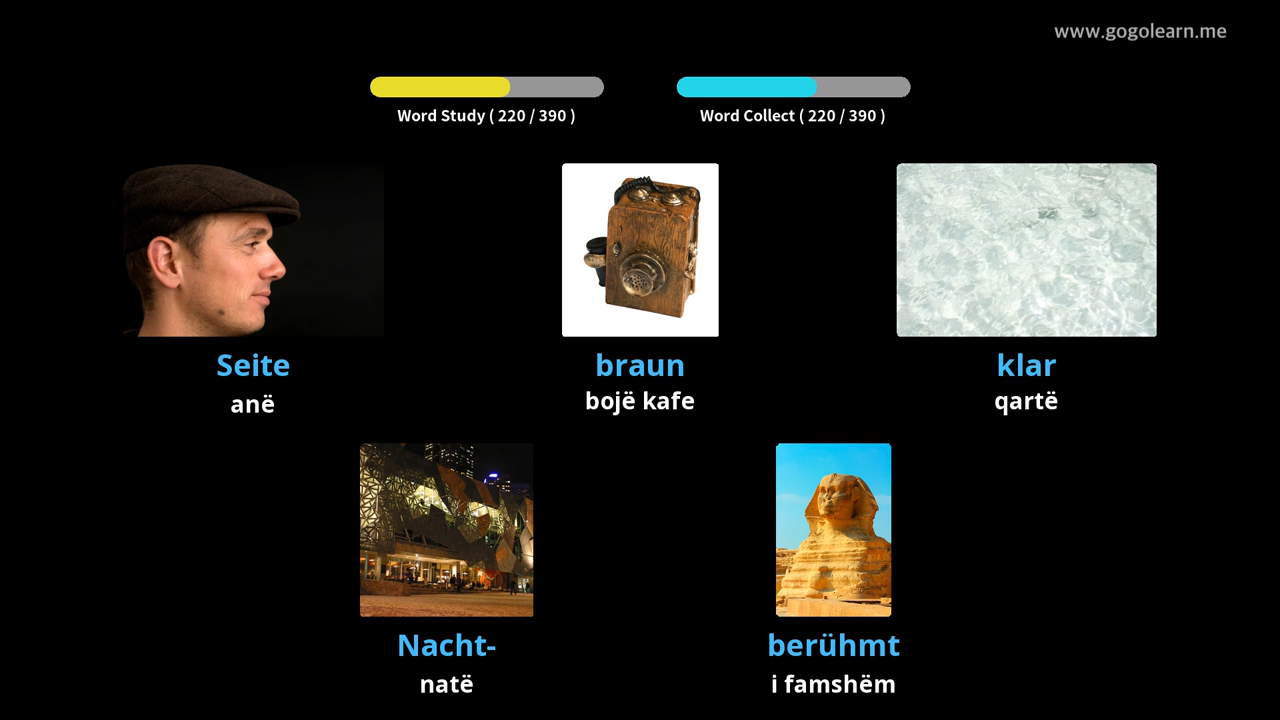 www.gogolearn.me
Word Study ( 220 / 390 )
Word Collect ( 220 / 390 )
Seite
anë
braun
bojë kafe
klar
qartë
Nacht-
natë
berühmt
i famshëm